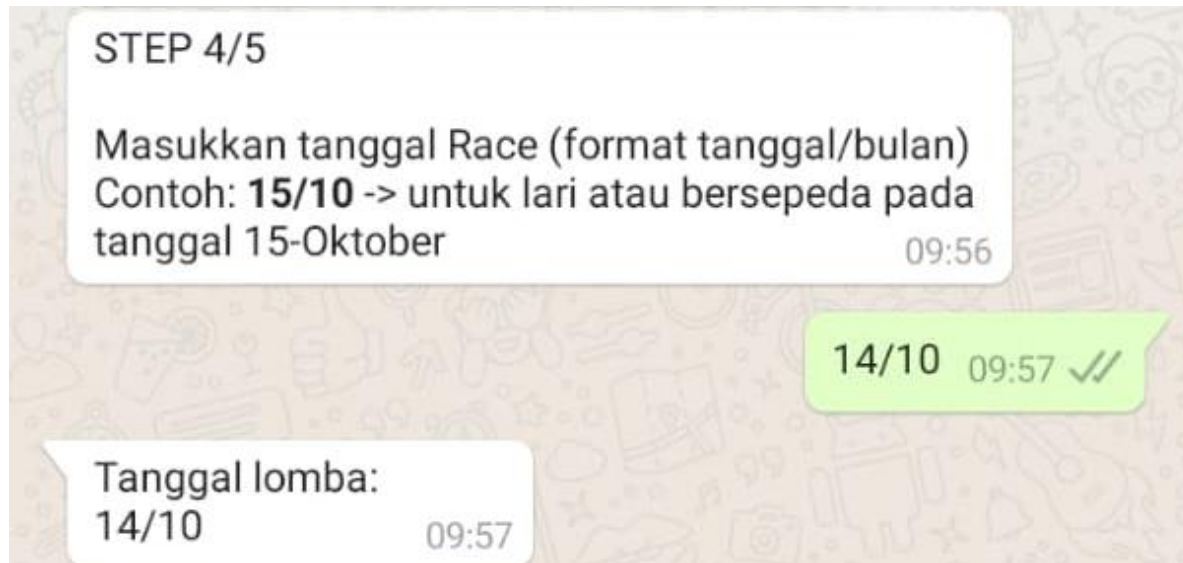 STEP 4/5
Masukkan tanggal Race (format tanggal/bulan)
Contoh: 15/10 -> untuk lari atau bersepeda pada
tanggal 15-Oktober
09:56
14/10 09:57
Tanggal lomba:
14/10
09:57